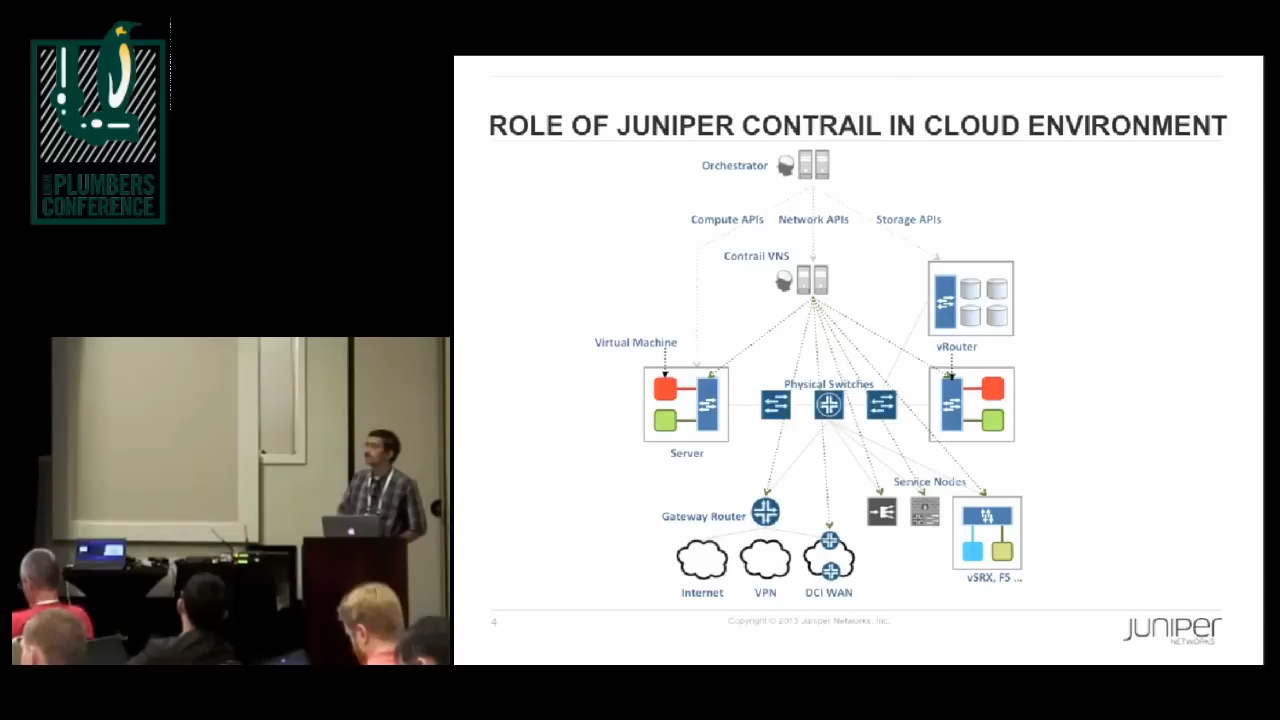 LINUX
PLUMBERS
CONFERENCE
ROLE OF JUNIPER CONTRAIL IN CLOUD ENVIRONMENT
Orchestrator
Compute APIs Network APIs Storage APIs
Contrail VNS
Virtual Machine
vRouter
Physical Switches
Server
Service Nodes
Gateway Router
Internet VPN DCI WAN
vSRX, F5 ...
4
Copyright © 2013 Juniper Networks, Inc.
JUNIPER
NETWORKS